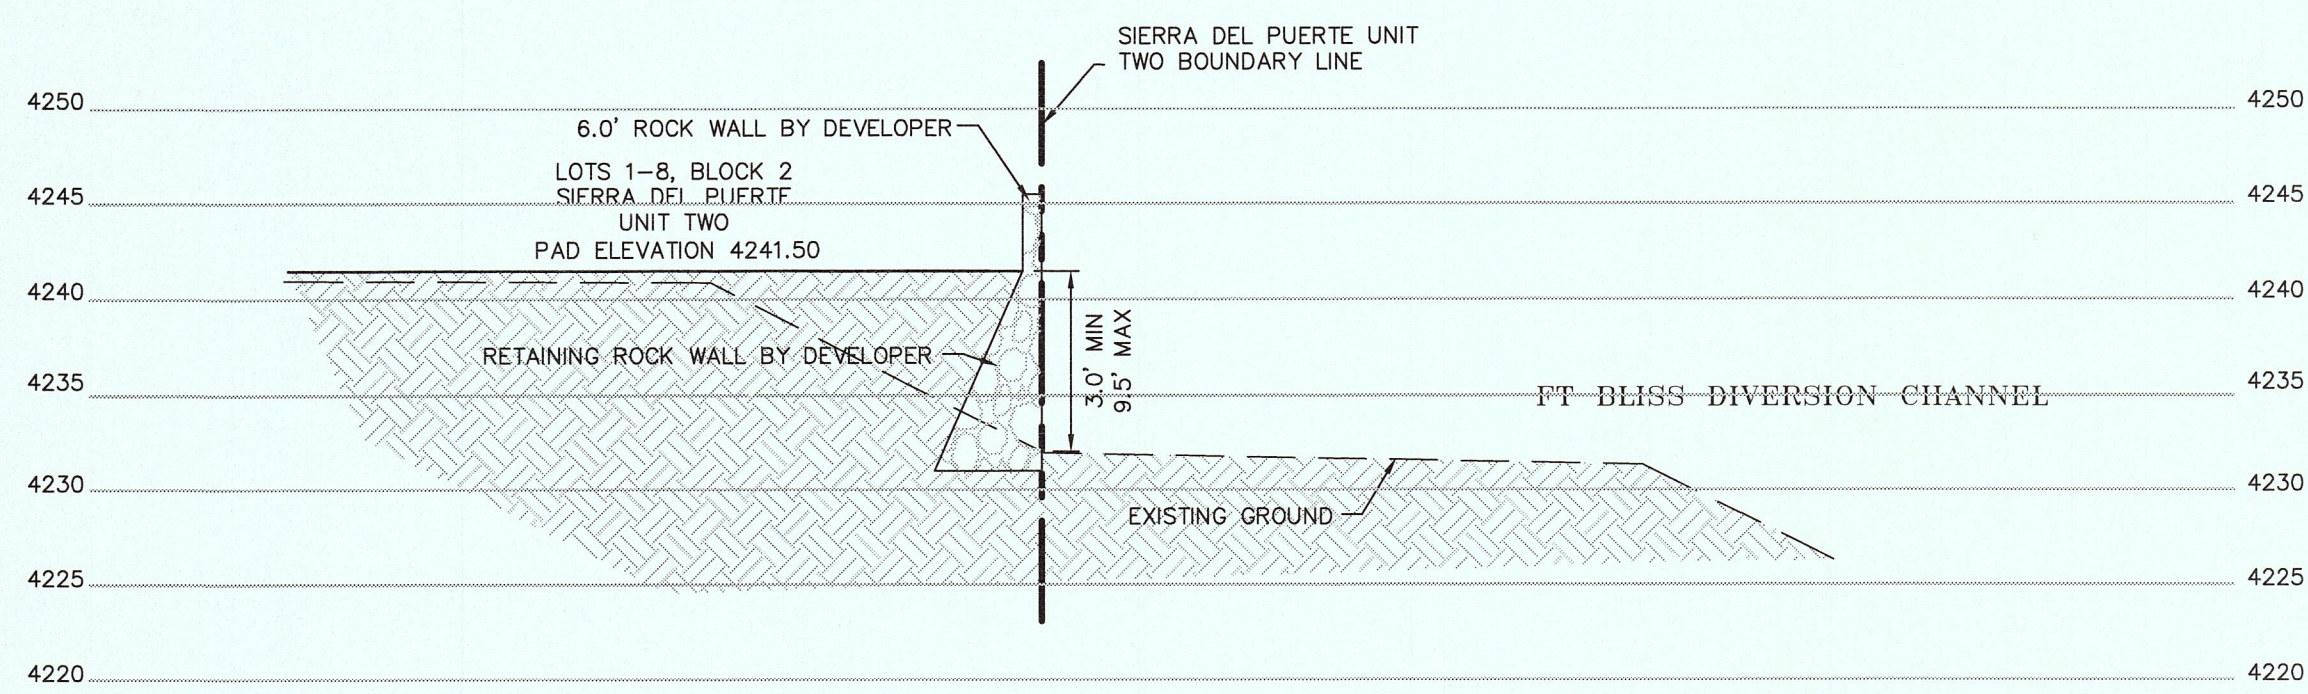 SIERRA DEL PUERTE UNIT
TWO BOUNDARY LINE
4250
4250
6.0' ROCK WALL BY DEVELOPER
LOTS 1-8, BLOCK 2
4245
SIERRA DEL PUERTE
4245
UNIT TWO
PAD ELEVATION 4241.50
4240
4240
3.0' MIN
9.5' MAX
RETAINING ROCK WALL BY DEVELOPER
4235
FT BLISS DIVERSION CHANNEL
4235
4230
4230
EXISTING GROUND
4225
4225
4220
4220